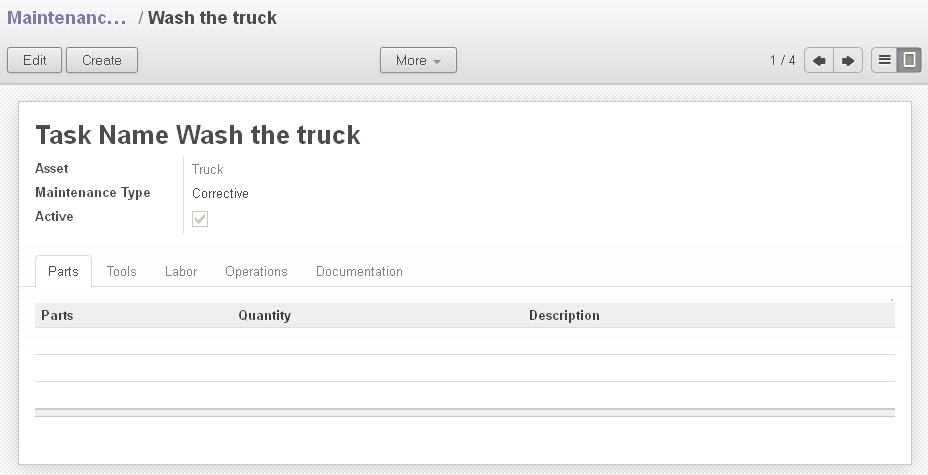 Maintenanc... / Wash the truck
Edit Create More 1 / 4
Task Name Wash the truck
Asset Truck
Maintenance Type Corrective
Active
Parts Tools Labor Operations Documentation
Parts Quantity Description